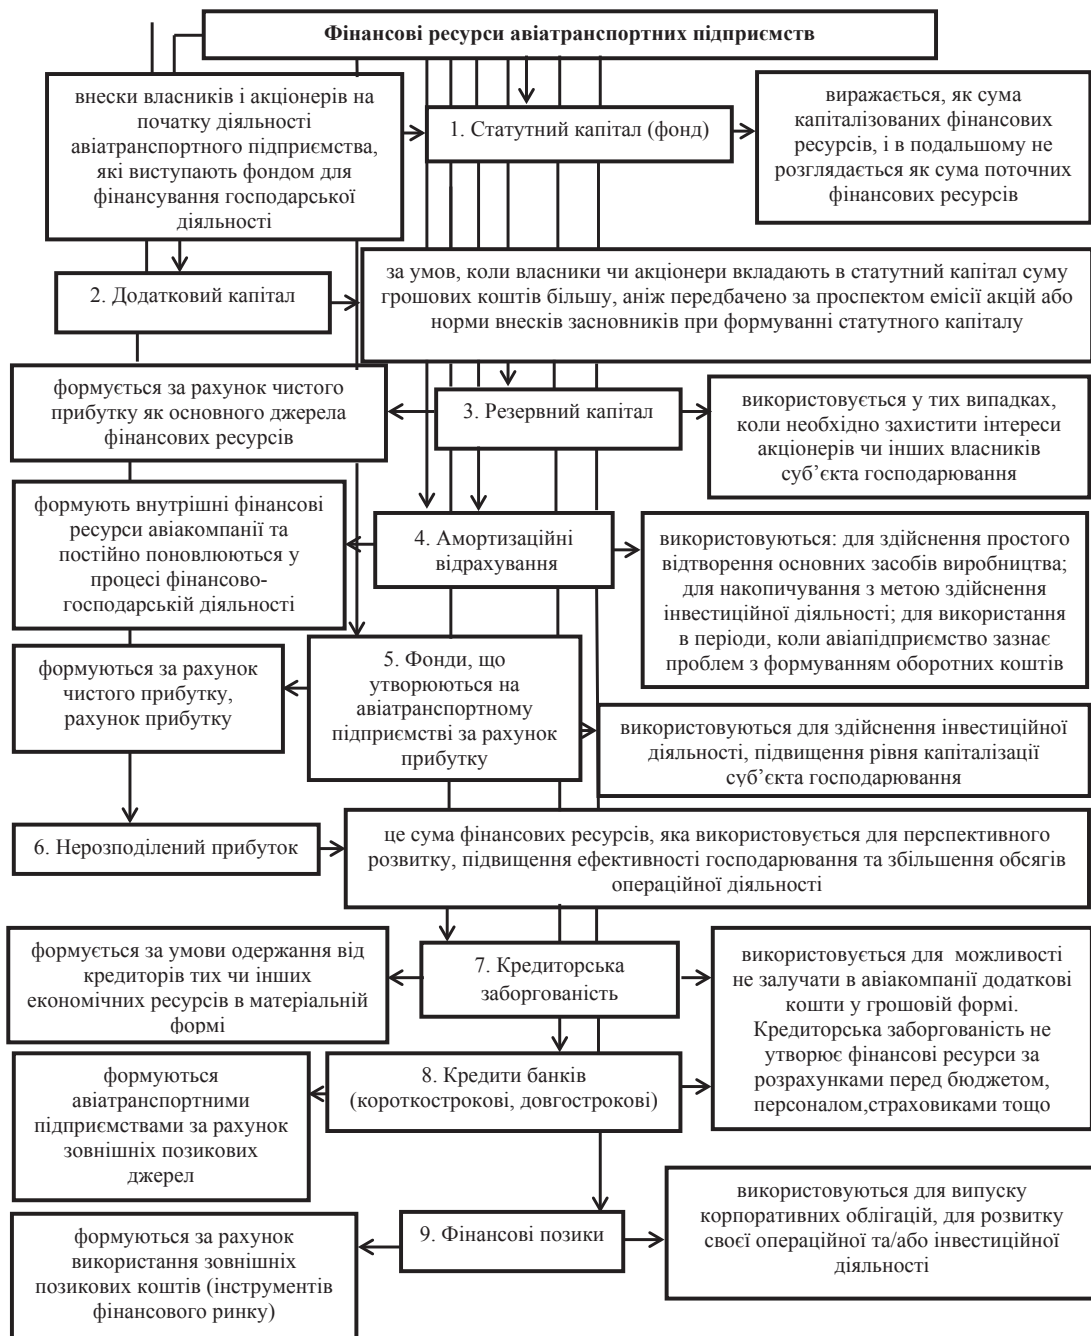 Фінансові ресурси авіатранспортних підприємств
внески власників і акціонерів на
початку діяльності
авіатранспортного підприємства,
які виступають фондом для
фінансування господарської
діяльності
1. Статутний капітал (фонд)
виражається, як сума
капіталізованих фінансових
ресурсів, і в подальшому не
розглядається як сума поточних
фінансових ресурсів
2. Додатковий капітал
за умов, коли власники чи акціонери вкладають в статутний капітал суму
грошових коштів більшу, аніж передбачено за проспектом емісії акцій або
норми внесків засновників при формуванні статутного капіталу
формується за рахунок чистого
прибутку як основного джерела
фінансових ресурсів
3. Резервний капітал
використовується у тих випадках,
коли необхідно захистити інтереси
акціонерів чи інших власників
суб’єкта господарювання
формують внутрішні фінансові
ресурси авіакомпанії та
постійно поновлюються у
процесі фінансово-
господарській діяльності
4. Амортизаційні
відрахування
використовуються: для здійснення простого
відтворення основних засобів виробництва;
для накопичування з метою здійснення
інвестиційної діяльності; для використання
в періоди, коли авіапідприємство зазнає
проблем з формуванням оборотних коштів
формуються за рахунок
чистого прибутку,
рахунок прибутку
5. Фонди, що
утворюються на
авіатранспортному
підприємстві за рахунок
прибутку
використовуються для здійснення інвестиційної
діяльності, підвищення рівня капіталізації
суб’єкта господарювання
6. Нерозподілений прибуток
це сума фінансових ресурсів, яка використовується для перспективного
розвитку, підвищення ефективності господарювання та збільшення обсягів
операційної діяльності
формується за умови одержання від
кредиторів тих чи інших
економічних ресурсів в матеріальній
формі
7. Кредиторська
заборгованість
використовується для можливості
не залучати в авіакомпанії додаткові
кошти у грошовій формі.
Кредиторська заборгованість не
утворює фінансові ресурси за
розрахунками перед бюджетом,
персоналом,страховиками тощо
формуються
авіатранспортними
підприємствами за рахунок
зовнішніх позикових
джерел
8. Кредити банків
(короткострокові, довгострокові)
формуються за рахунок
використання зовнішніх
позикових коштів (інструментів
фінансового ринку)
9. Фінансові позики
використовуються для випуску
корпоративних облігацій, для розвитку
своєї операційної та/або інвестиційної
діяльності